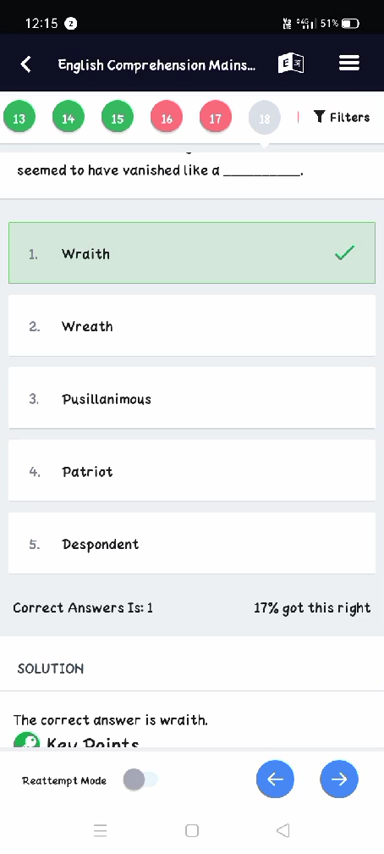 12:15 2 51%
English Comprehension Mains...
13 14 15 16 17 18 Filters
seemed to have vanished like a __________.
1. Wraith
2. Wreath
3. Pusillanimous
4. Patriot
5. Despondent
Correct Answers Is: 1 17% got this right
SOLUTION
The correct answer is wraith.
Key Points
Reattempt Mode